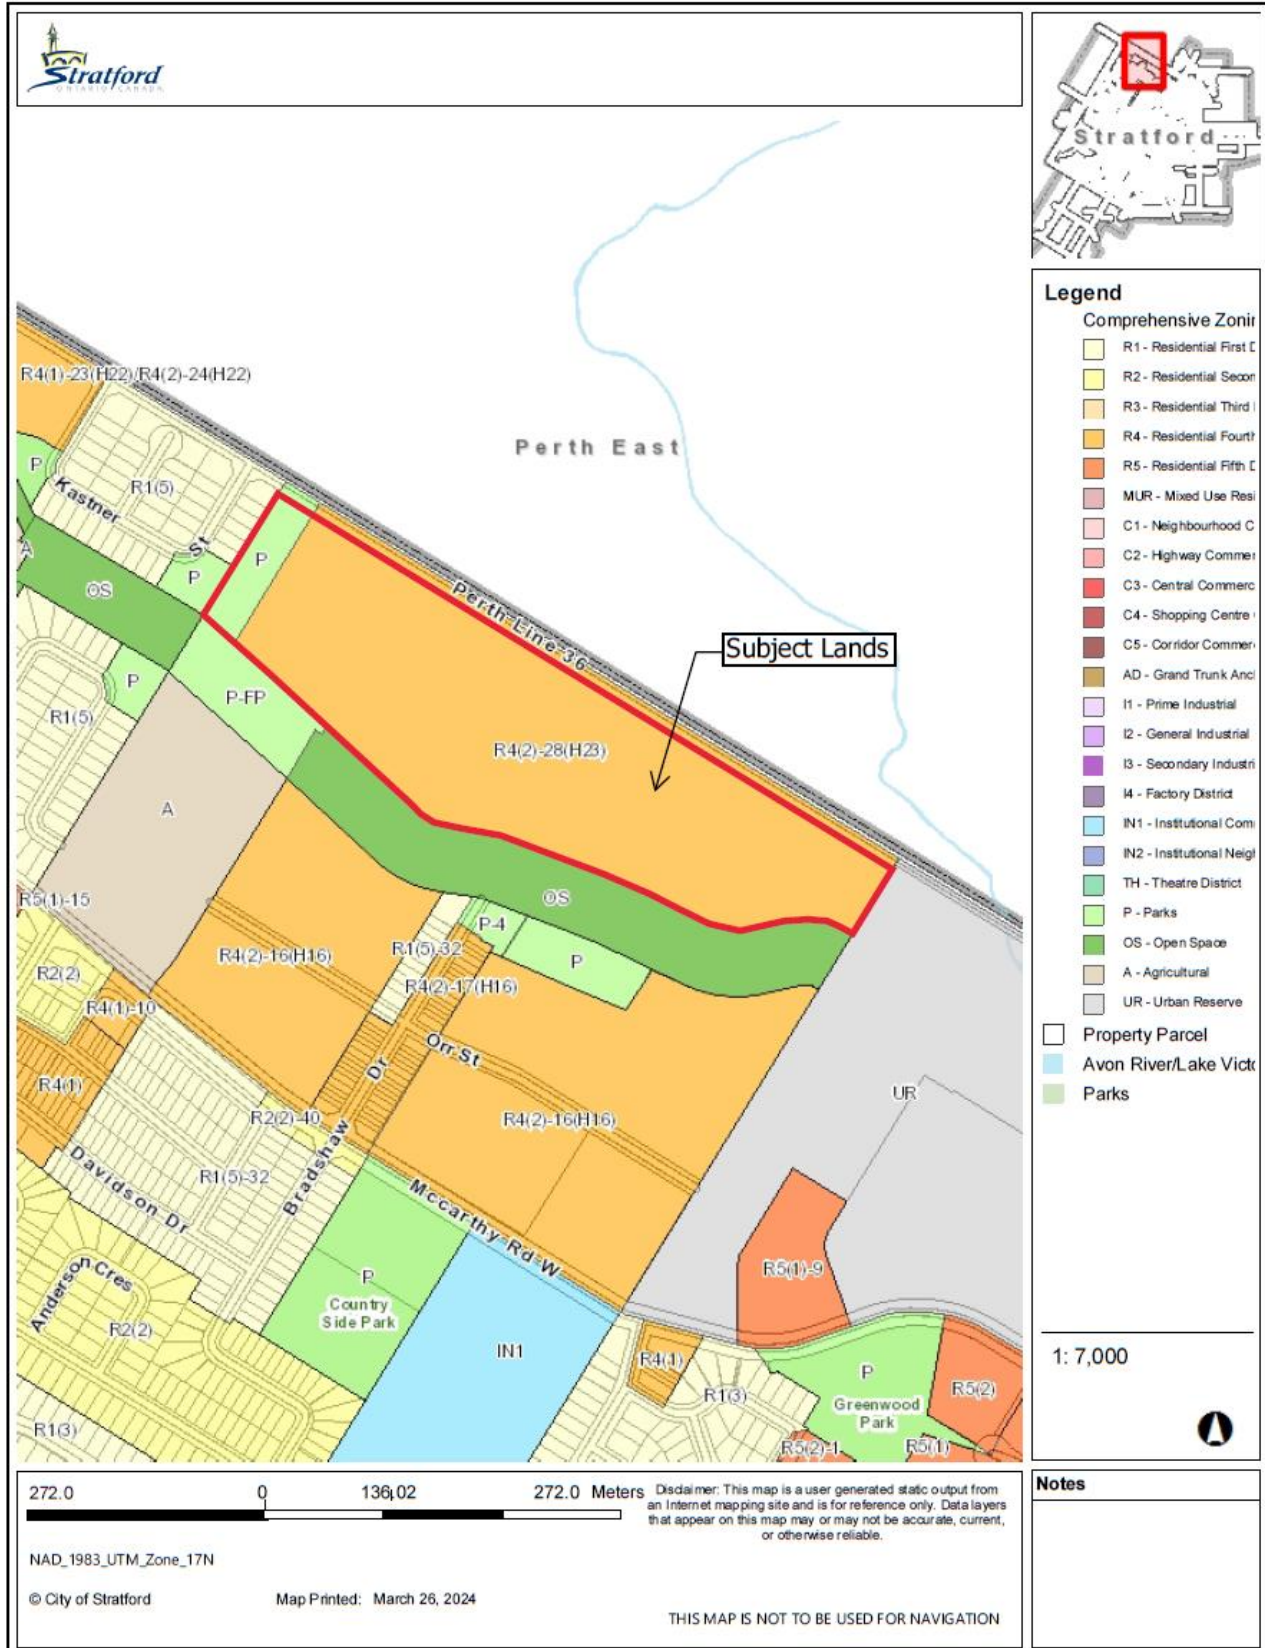 Stratford
ONTARIO CANADA
Stratford
Legend
Comprehensive Zonin
R1 - Residential First D
R2 - Residential Secon
R3 - Residential Third
R4 - Residential Fourth
R5 - Residential Fifth D
MUR - Mixed Use Resi
C1 - Neighbourhood C
C2 - Highway Commer
C3 - Central Commerc
C4 - Shopping Centre
C5 - Corridor Commer
AD - Grand Trunk Anc
I1 - Prime Industrial
I2 - General Industrial
I3 - Secondary Industri
I4 - Factory District
IN1 - Institutional Com
IN2 - Institutional Neigh
TH - Theatre District
P - Parks
OS - Open Space
A - Agricultural
UR - Urban Reserve
Property Parcel
Avon River/Lake Victo
Parks
1: 7,000
R4(1)-23(H22)/R4(2)-24(H22)
Perth East
P
Kastner
St
R1(5)
A
OS
P
P
Perth Line 36
Subject Lands
P
P-FP
R1(5)
R4(2)-28(H23)
A
R5(1)-15
OS
P-4
P
R1(5)-32
R4(2)-16(H16)
R2(2)
R4(2)-17(H16)
R4(1)-10
Orr St
Dr
R4(1)
UR
R2(2)-40
R4(2)-16(H16)
Davidson Dr
R1(5)-32
Bradshaw
Mccarthy Rd W
Anderson Cres
R2(2)
P
Country
Side Park
R5(1)-9
IN1
R4(1)
R1(3)
P
Greenwood
Park
R5(2)
R1(3)
R5(2)-1
R5(1)
272.0
0
136.02
272.0 Meters
Disclaimer: This map is a user generated static output from
an Internet mapping site and is for reference only. Data layers
that appear on this map may or may not be accurate, current,
or otherwise reliable.
NAD_1983_UTM_Zone_17N
© City of Stratford
Map Printed: March 26, 2024
THIS MAP IS NOT TO BE USED FOR NAVIGATION
Notes